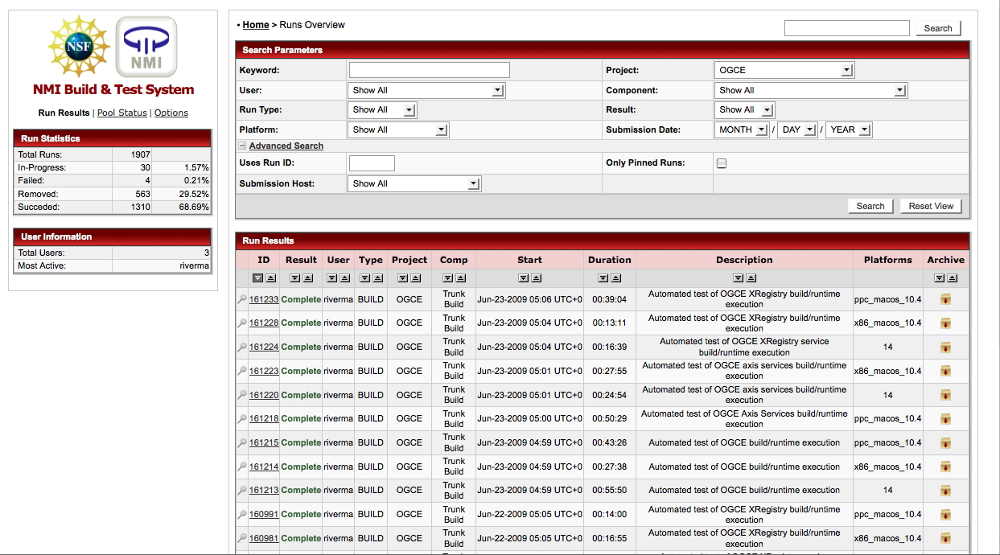 NSF
NMI
NMI Build & Test System
Run Results | Pool Status | Options
Run Statistics
Total Runs: 1907
In-Progress: 30 1.57%
Failed: 4 0.21%
Removed: 563 29.52%
Succeded: 1310 68.69%
User Information
Total Users: 3
Most Active: riverma
• Home > Runs Overview
Search
Search Parameters
Keyword: Project: OGCE
User: Show All Component: Show All
Run Type: Show All Result: Show All
Platform: Show All Submission Date: MONTH / DAY / YEAR
Advanced Search
Uses Run ID: Only Pinned Runs:
Submission Host: Show All
Search Reset View
Run Results
ID Result User Type Project Comp Start Duration Description Platforms Archive
161233 Complete riverma BUILD OGCE Trunk Build Jun-23-2009 05:06 UTC+0 00:39:04 Automated test of OGCE XRegistry build/runtime execution ppc_macos_10.4
161228 Complete riverma BUILD OGCE Trunk Build Jun-23-2009 05:04 UTC+0 00:13:11 Automated test of OGCE XRegistry build/runtime execution x86_macos_10.4
161224 Complete riverma BUILD OGCE Trunk Build Jun-23-2009 05:04 UTC+0 00:16:39 Automated test of OGCE XRegistry service build/runtime execution 14
161223 Complete riverma BUILD OGCE Trunk Build Jun-23-2009 05:01 UTC+0 00:27:55 Automated test of OGCE axis services build/runtime execution x86_macos_10.4
161220 Complete riverma BUILD OGCE Trunk Build Jun-23-2009 05:01 UTC+0 00:24:54 Automated test of OGCE axis services build/runtime execution 14
161218 Complete riverma BUILD OGCE Trunk Build Jun-23-2009 05:00 UTC+0 00:50:29 Automated test of OGCE Axis Services build/runtime execution ppc_macos_10.4
161215 Complete riverma BUILD OGCE Trunk Build Jun-23-2009 04:59 UTC+0 00:43:26 Automated test of OGCE build/runtime execution ppc_macos_10.4
161214 Complete riverma BUILD OGCE Trunk Build Jun-23-2009 04:59 UTC+0 00:27:38 Automated test of OGCE build/runtime execution x86_macos_10.4
161213 Complete riverma BUILD OGCE Trunk Build Jun-23-2009 04:59 UTC+0 00:55:50 Automated test of OGCE build/runtime execution 14
160991 Complete riverma BUILD OGCE Trunk Build Jun-22-2009 05:05 UTC+0 00:14:00 Automated test of OGCE XRegistry build/runtime execution ppc_macos_10.4
160981 Complete riverma BUILD OGCE Trunk Build Jun-22-2009 05:05 UTC+0 00:16:55 Automated test of OGCE XRegistry build/runtime execution x86_macos_10.4